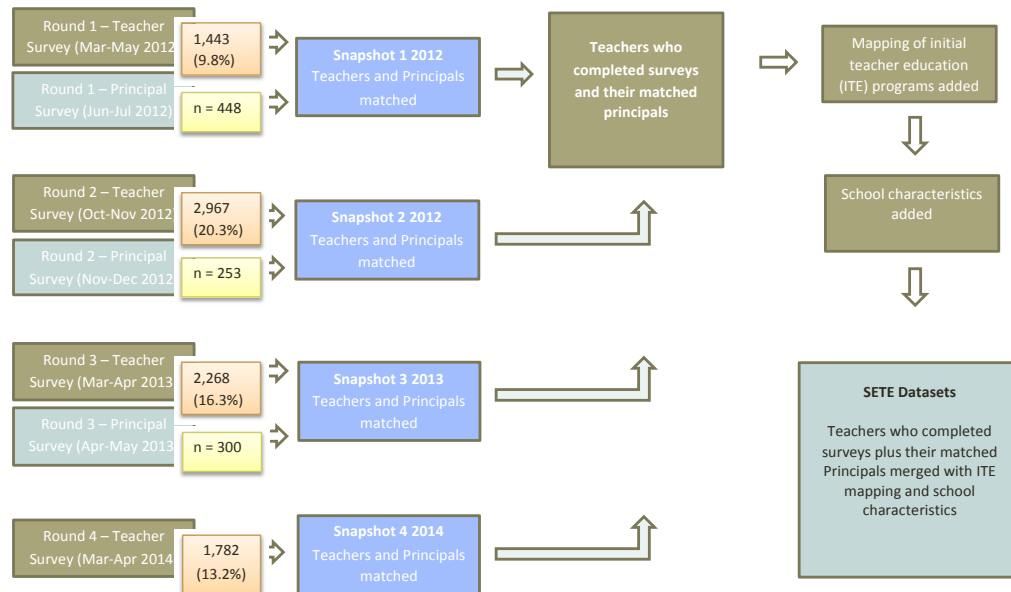 Round 1 – Teacher
Survey (Mar-May 2012
1,443
(9.8%)
Round 1 – Principal
Survey (Jun-Jul 2012)
n = 448
Snapshot 1 2012
Teachers and Principals
matched
Teachers who
completed surveys
and their matched
principals
Mapping of initial
teacher education
(ITE) programs added
Round 2 – Teacher
Survey (Oct-Nov 2012)
2,967
(20.3%)
Round 2 – Principal
Survey (Nov-Dec 2012
n = 253
Snapshot 2 2012
Teachers and Principals
matched
School characteristics
added
Round 3 – Teacher
Survey (Mar-Apr 2013
2,268
(16.3%)
Round 3 – Principal
Survey (Apr-May 2013
n = 300
Snapshot 3 2013
Teachers and Principals
matched
SETE Datasets
Teachers who completed
surveys plus their matched
Principals merged with ITE
mapping and school
characteristics
Round 4 – Teacher
Survey (Mar-Apr 2014
1,782
(13.2%)
Snapshot 4 2014
Teachers and Principals
matched